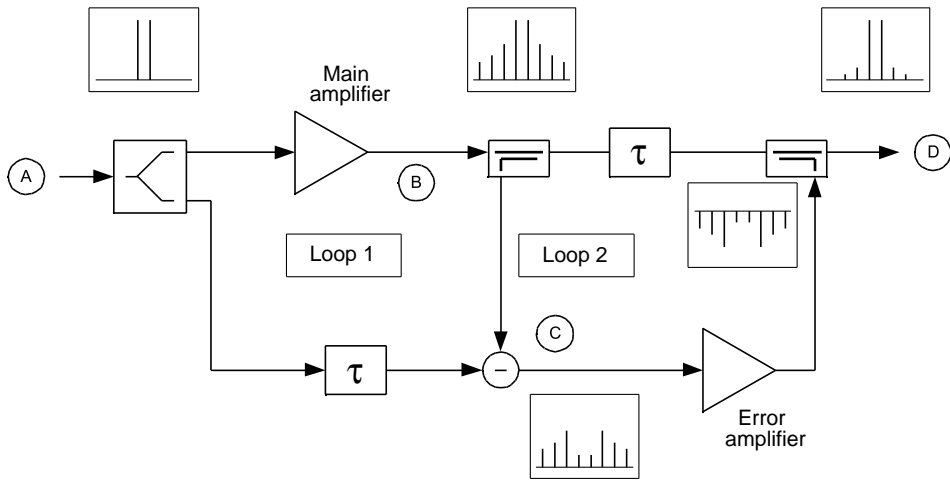 Main
amplifier
A
B
τ
D
Loop 1
Loop 2
C
τ
−
Error
amplifier